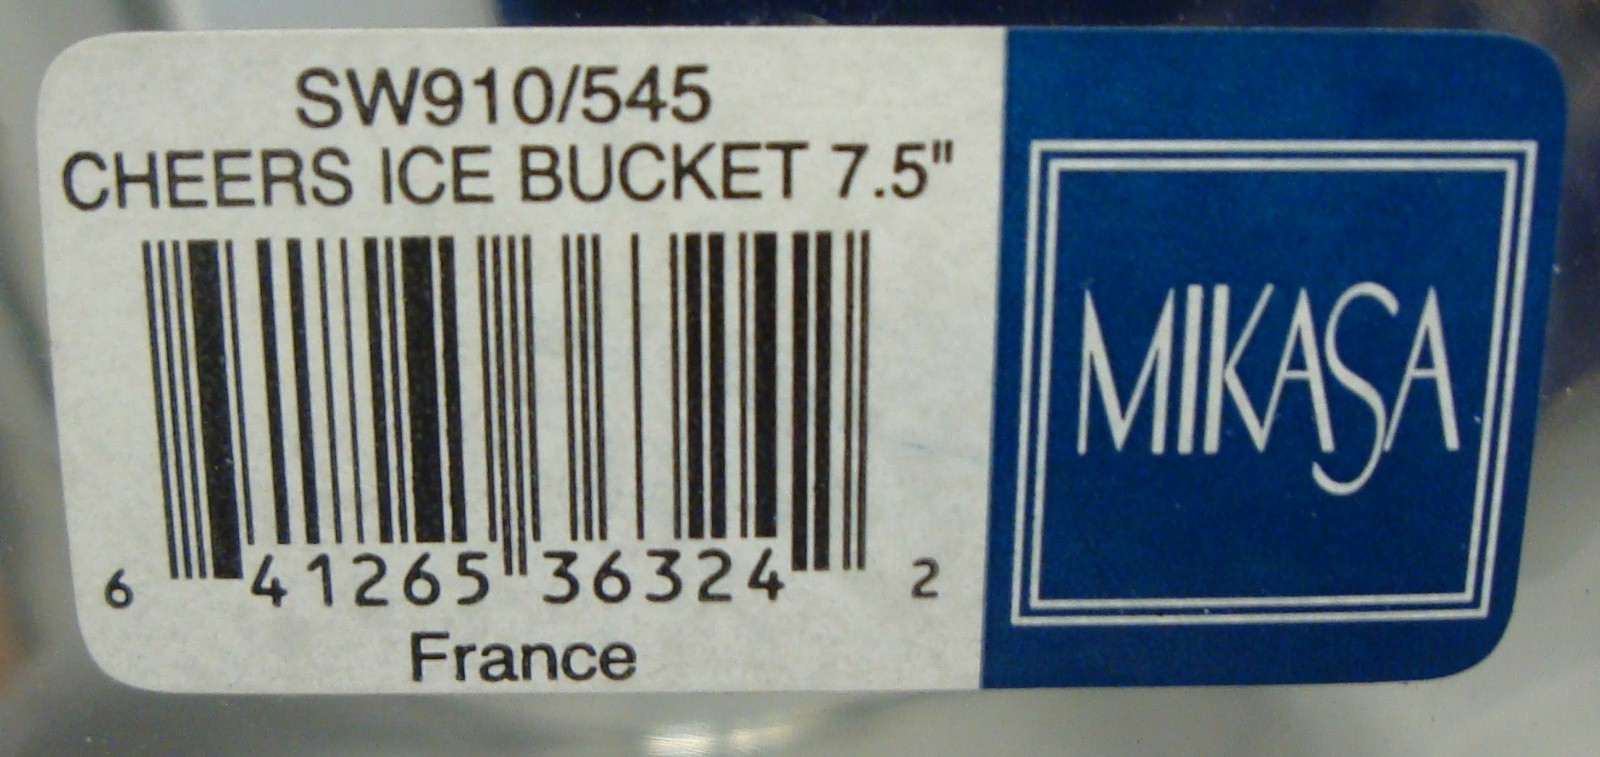 SW910/545
CHEERS ICE BUCKET 7.5"
6 41265 36324 2
France
MIKASA